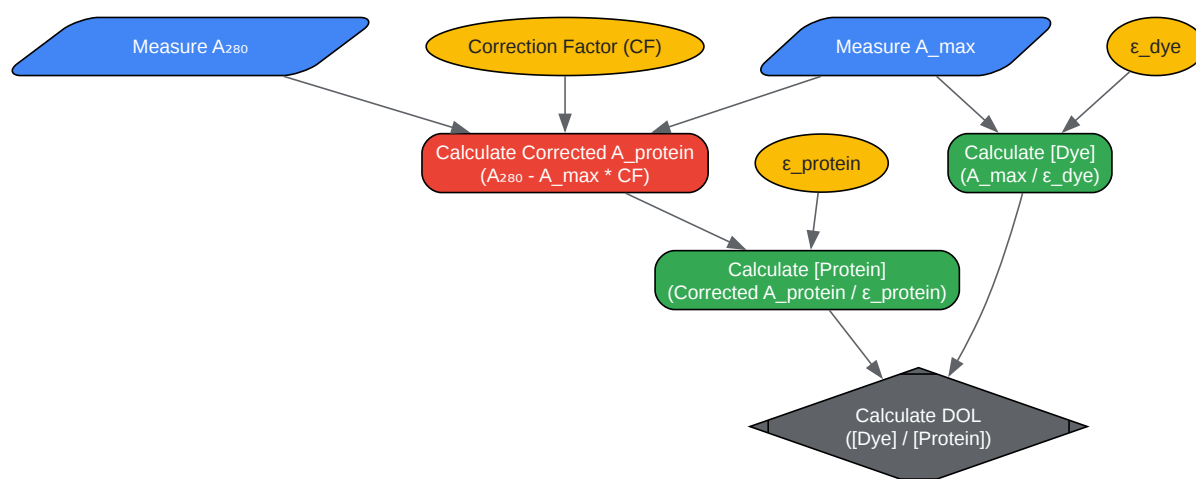 Measure A₂₈₀
Correction Factor (CF)
Measure A_max
ε_dye
Calculate Corrected A_protein
(A₂₈₀ - A_max * CF)
ε_protein
Calculate [Dye]
(A_max / ε_dye)
Calculate [Protein]
(Corrected A_protein / ε_protein)
Calculate DOL
([Dye] / [Protein])